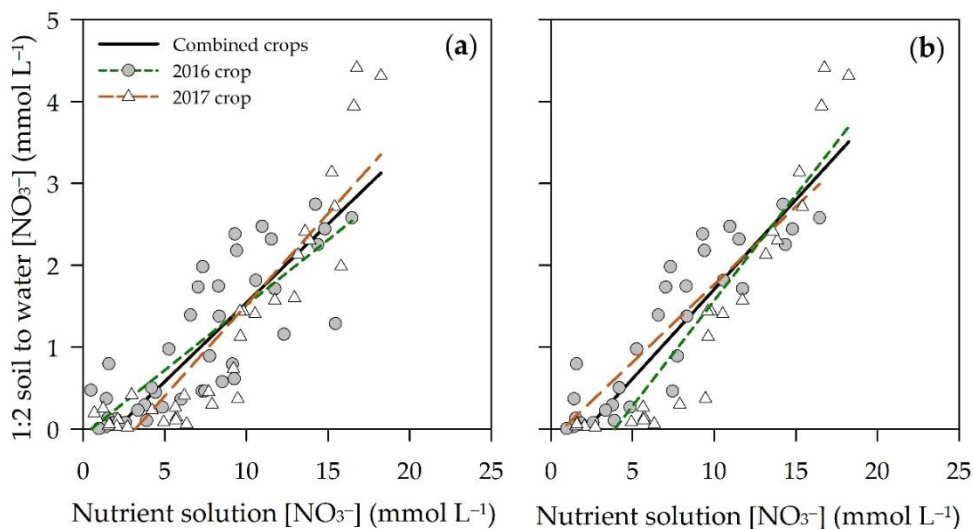 5
4
3
2
1
0
1:2 soil to water [NO₃⁻] (mmol L⁻¹)
(a)
Combined crops
2016 crop
2017 crop
0 5 10 15 20 25
Nutrient solution [NO₃⁻] (mmol L⁻¹)
(b)
0 5 10 15 20 25
Nutrient solution [NO₃⁻] (mmol L⁻¹)